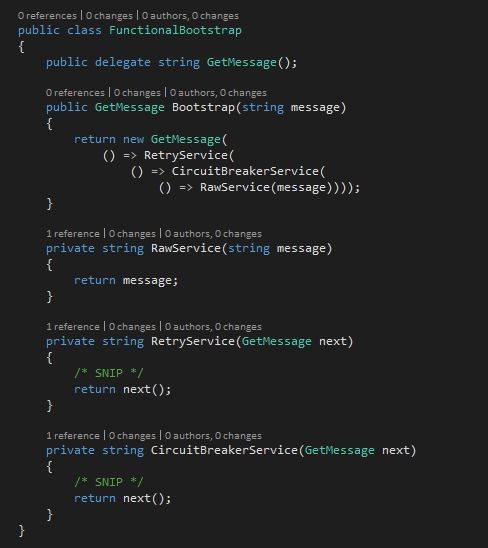 0 references | 0 changes | 0 authors, 0 changes
public class FunctionalBootstrap
{
    public delegate string GetMessage();
    0 references | 0 changes | 0 authors, 0 changes
    public GetMessage Bootstrap(string message)
    {
        return new GetMessage(
            () => RetryService(
                () => CircuitBreakerService(
                    () => RawService(message))));
    }
    1 reference | 0 changes | 0 authors, 0 changes
    private string RawService(string message)
    {
        return message;
    }
    1 reference | 0 changes | 0 authors, 0 changes
    private string RetryService(GetMessage next)
    {
        /* SNIP */
        return next();
    }
    1 reference | 0 changes | 0 authors, 0 changes
    private string CircuitBreakerService(GetMessage next)
    {
        /* SNIP */
        return next();
    }
}